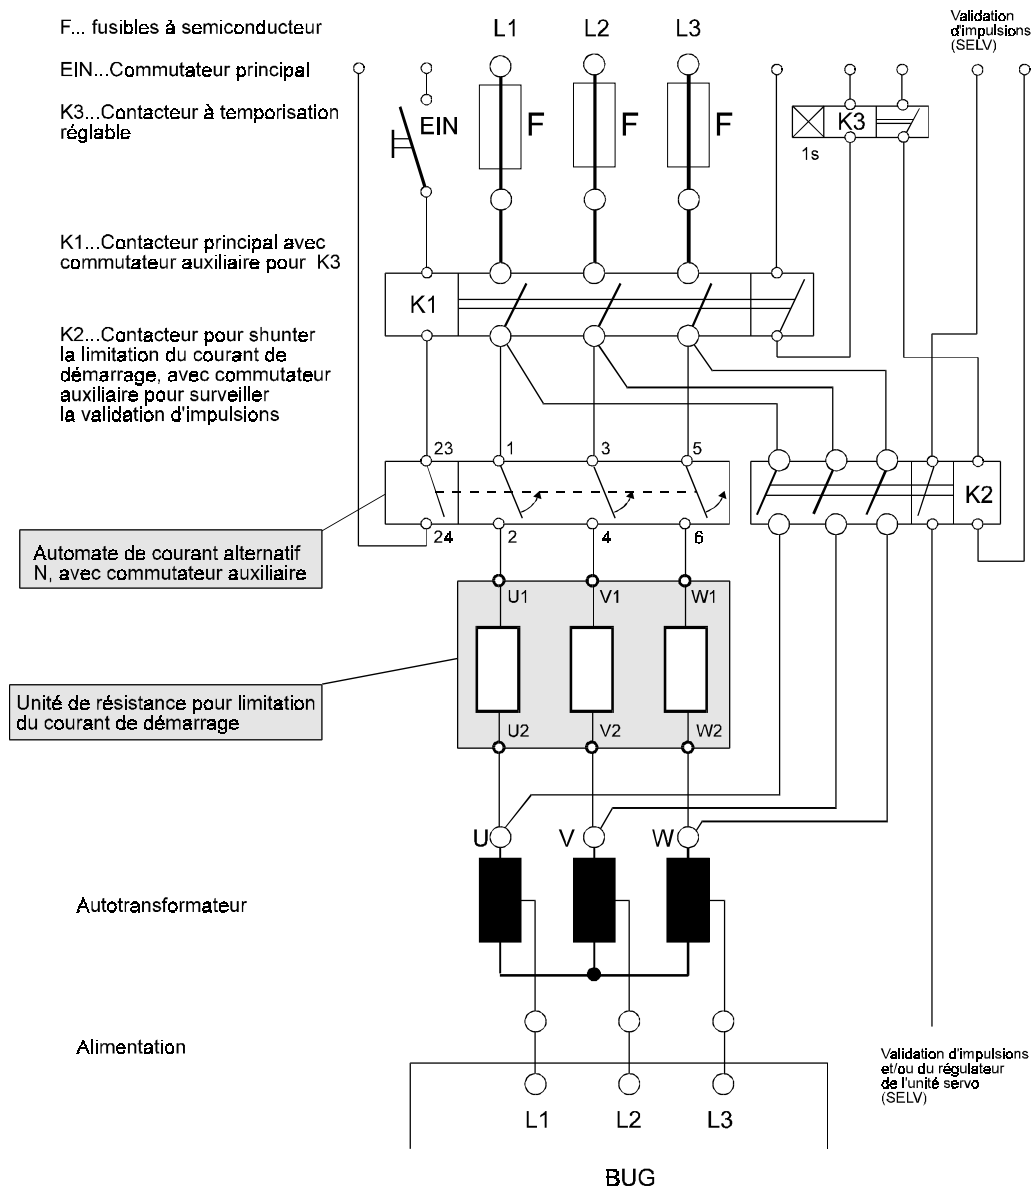 F... fusibles à semiconducteur
L1
L2
L3
Validation
d'impulsions
(SELV)
EIN...Commutateur principal
K3...Contacteur à temporisation
réglable
EIN
F
F
F
K3
1s
K1...Contacteur principal avec
commutateur auxiliaire pour K3
K1
K2...Contacteur pour shunter
la limitation du courant de
démarrage, avec commutateur
auxiliaire pour surveiller
la validation d'impulsions
23
1
3
5
K2
24
2
4
6
Automate de courant alternatif
N, avec commutateur auxiliaire
U1
V1
W1
Unité de résistance pour limitation
du courant de démarrage
U2
V2
W2
U
V
W
Autotransformateur
Alimentation
Validation d'impulsions
et/ou du régulateur
de l'unité servo
(SELV)
L1
L2
L3
BUG